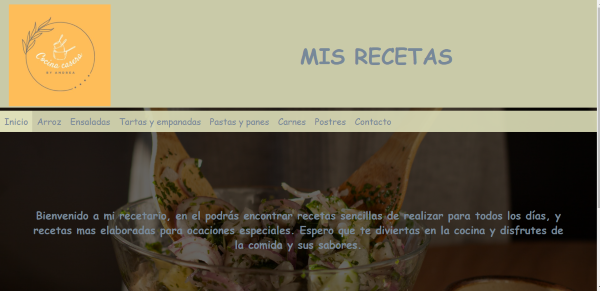 Cocina casera
MIS RECETAS
Inicio Arroz Ensaladas Tartas y empanadas Pastas y panes Carnes Postres Contacto
Bienvenido a mi recetario, en el podrás encontrar recetas sencillas de realizar para todos los días, y
recetas mas elaboradas para ocaciones especiales. Espero que te diviertas en la cocina y disfrutes de
la comida y sus sabores.